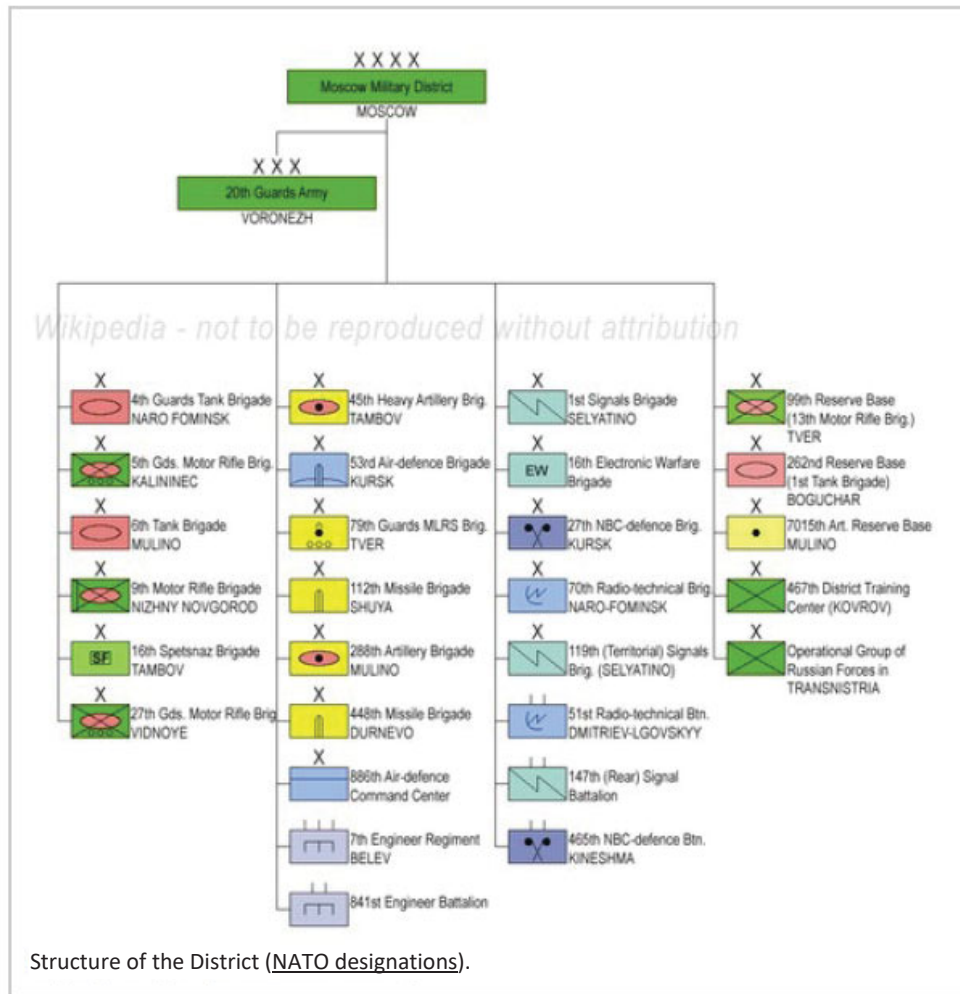 X X X X
Moscow Military District
MOSCOW
X X X
20th Guards Army
VORONEZH
Wikipedia - not to be reproduced without attribution
X
4th Guards Tank Brigade
NARO FOMINSK
X
5th Gds. Motor Rifle Brig.
KALININEC
X
6th Tank Brigade
MULINO
X
9th Motor Rifle Brigade
NIZHNY NOVGOROD
X
SF
16th Spetsnaz Brigade
TAMBOV
X
27th Gds. Motor Rifle Brig
VIDNOYE
X
45th Heavy Artillery Brig.
TAMBOV
X
53rd Air-defence Brigade
KURSK
X
79th Guards MLRS Brig.
TVER
X
112th Missile Brigade
SHUYA
X
288th Artillery Brigade
MULINO
X
448th Missile Brigade
DURNEVO
X
886th Air-defence
Command Center
7th Engineer Regiment
BELEV
841st Engineer Battalion
X
1st Signals Brigade
SELYATINO
X
EW
16th Electronic Warfare
Brigade
X
27th NBC-defence Brig.
KURSK
X
70th Radio-technical Brig.
NARO-FOMINSK
X
119th (Territorial) Signals
Brig. (SELYATINO)
51st Radio-technical Btn.
DMITRIEV-LGOVSKYY
147th (Rear) Signal
Battalion
465th NBC-defence Btn.
KINESHMA
X
99th Reserve Base
(13th Motor Rifle Brig.)
TVER
X
262nd Reserve Base
(1st Tank Brigade)
BOGUCHAR
X
7015th Art. Reserve Base
MULINO
X
467th District Training
Center (KOVROV)
X
Operational Group of
Russian Forces in
TRANSNISTRIA
Structure of the District (NATO designations).